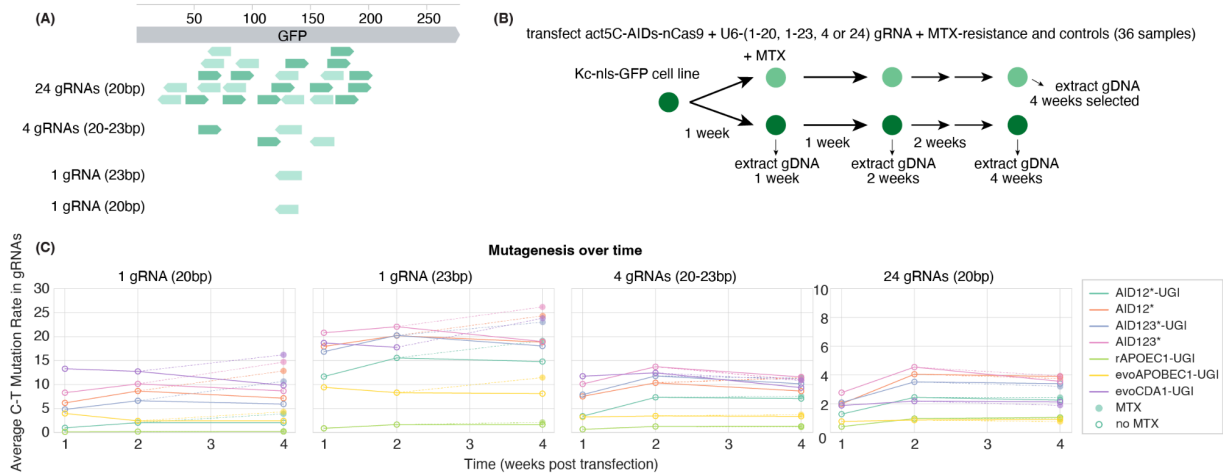 50 100 150 200 250
GFP
(A)
24 gRNAs (20bp)
4 gRNAs (20-23bp)
1 gRNA (23bp)
1 gRNA (20bp)
(B)
transfect act5C-AIDs-nCas9 + U6-(1-20, 1-23, 4 or 24) gRNA + MTX-resistance and controls (36 samples)
+ MTX
Kc-nls-GFP cell line
extract gDNA
4 weeks selected
1 week
1 week
2 weeks
extract gDNA
1 week
extract gDNA
2 weeks
extract gDNA
4 weeks
(C)
Mutagenesis over time
Average C-T Mutation Rate in gRNAs
1 gRNA (20bp)
1 gRNA (23bp)
4 gRNAs (20-23bp)
24 gRNAs (20bp)
30
25
20
15
10
5
0
10
8
6
4
2
0
1 2 3 4
1 2 3 4
1 2 3 4
1 2 3 4
Time (weeks post transfection)
AID12*-UGI
AID12*
AID123*-UGI
AID123*
rAPOEC1-UGI
evoAPOBEC1-UGI
evoCDA1-UGI
MTX
no MTX